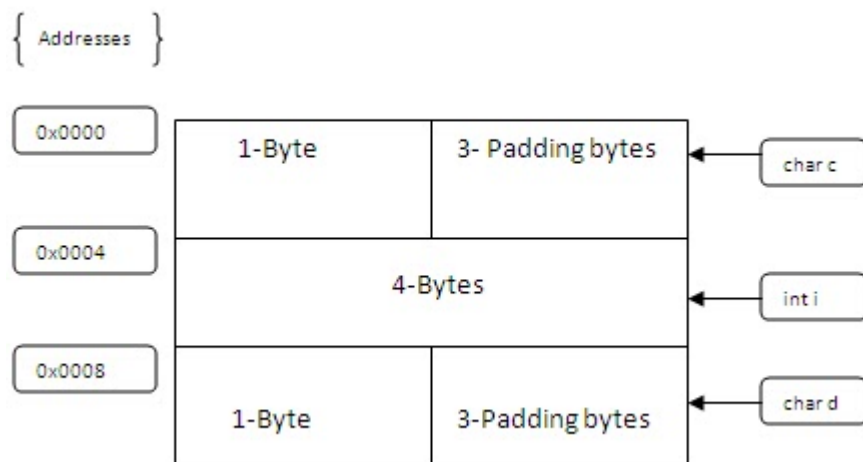 { Addresses }
0x0000
1-Byte
3- Padding bytes
char c
0x0004
4-Bytes
int i
0x0008
1-Byte
3-Padding bytes
char d